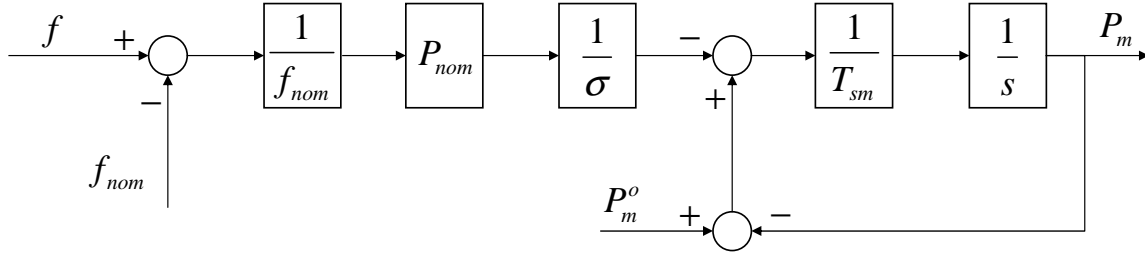 f + 1/f_nom P_nom 1/σ − 1/T_sm 1/s P_m
− +
f_nom
P_m^o + −